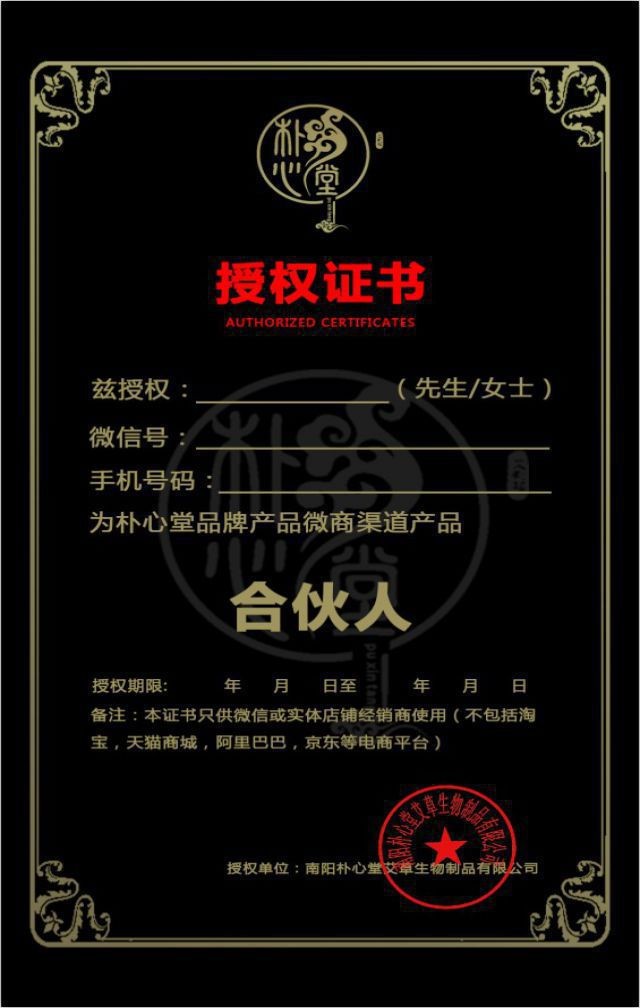 朴心堂
授权证书
AUTHORIZED CERTIFICATES
兹授权：（先生/女士）
微信号：
手机号码：
为朴心堂品牌产品微商渠道产品
合伙人
pu xin tang
授权期限: 年 月 日至 年 月 日
备注：本证书只供微信或实体店铺经销商使用（不包括淘
宝，天猫商城，阿里巴巴，京东等电商平台）
南阳朴心堂艾草生物制品有限公司
授权单位：南阳朴心堂艾草生物制品有限公司